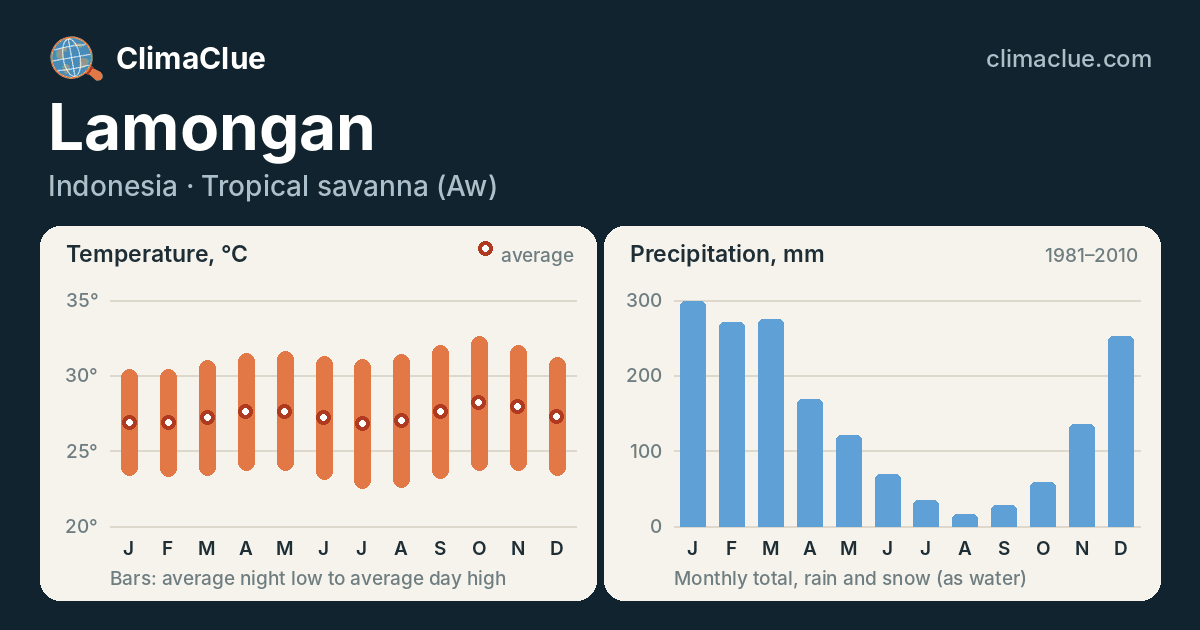 ClimaClue
climaclue.com
Lamongan
Indonesia · Tropical savanna (Aw)
Temperature, °C
average
35°
30°
25°
20°
J F M A M J J A S O N D
Bars: average night low to average day high
Precipitation, mm
1981–2010
300
200
100
0
J F M A M J J A S O N D
Monthly total, rain and snow (as water)